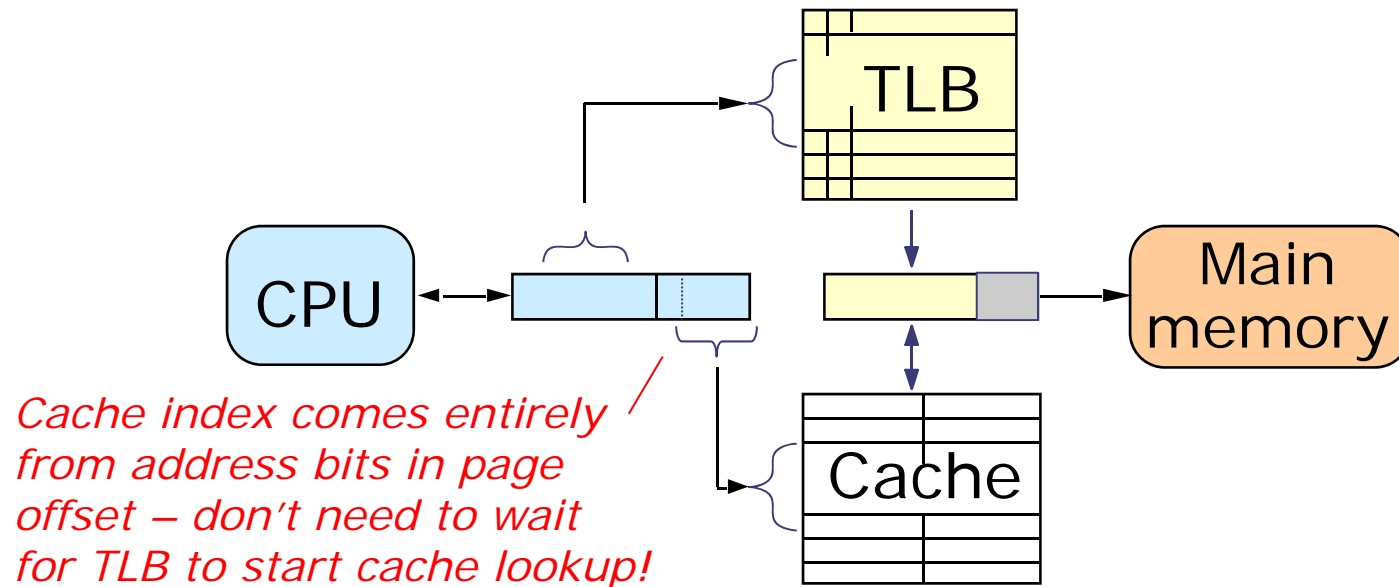 TLB
CPU
Main
memory
Cache index comes entirely
from address bits in page
offset – don't need to wait
for TLB to start cache lookup!
Cache